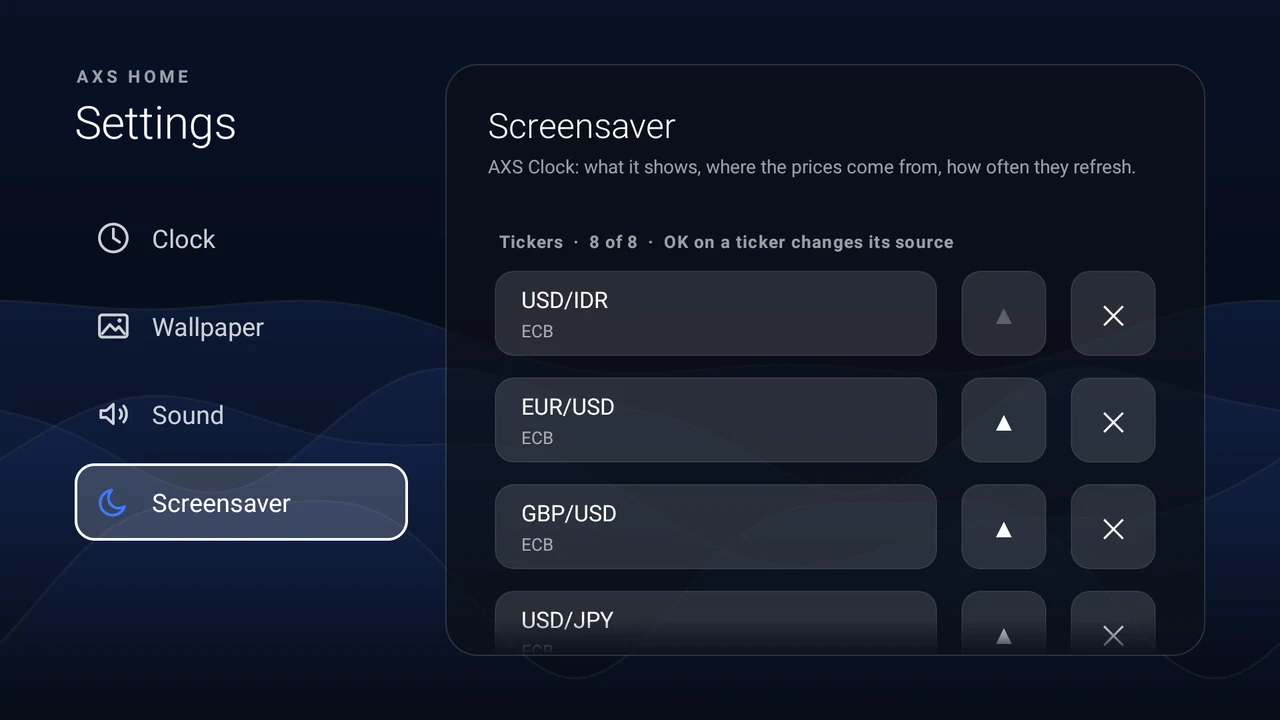 AXS HOME
Settings
Clock
Wallpaper
Sound
Screensaver
Screensaver
AXS Clock: what it shows, where the prices come from, how often they refresh.
Tickers · 8 of 8 · OK on a ticker changes its source
USD/IDR
ECB
EUR/USD
ECB
GBP/USD
ECB
USD/JPY
ECB